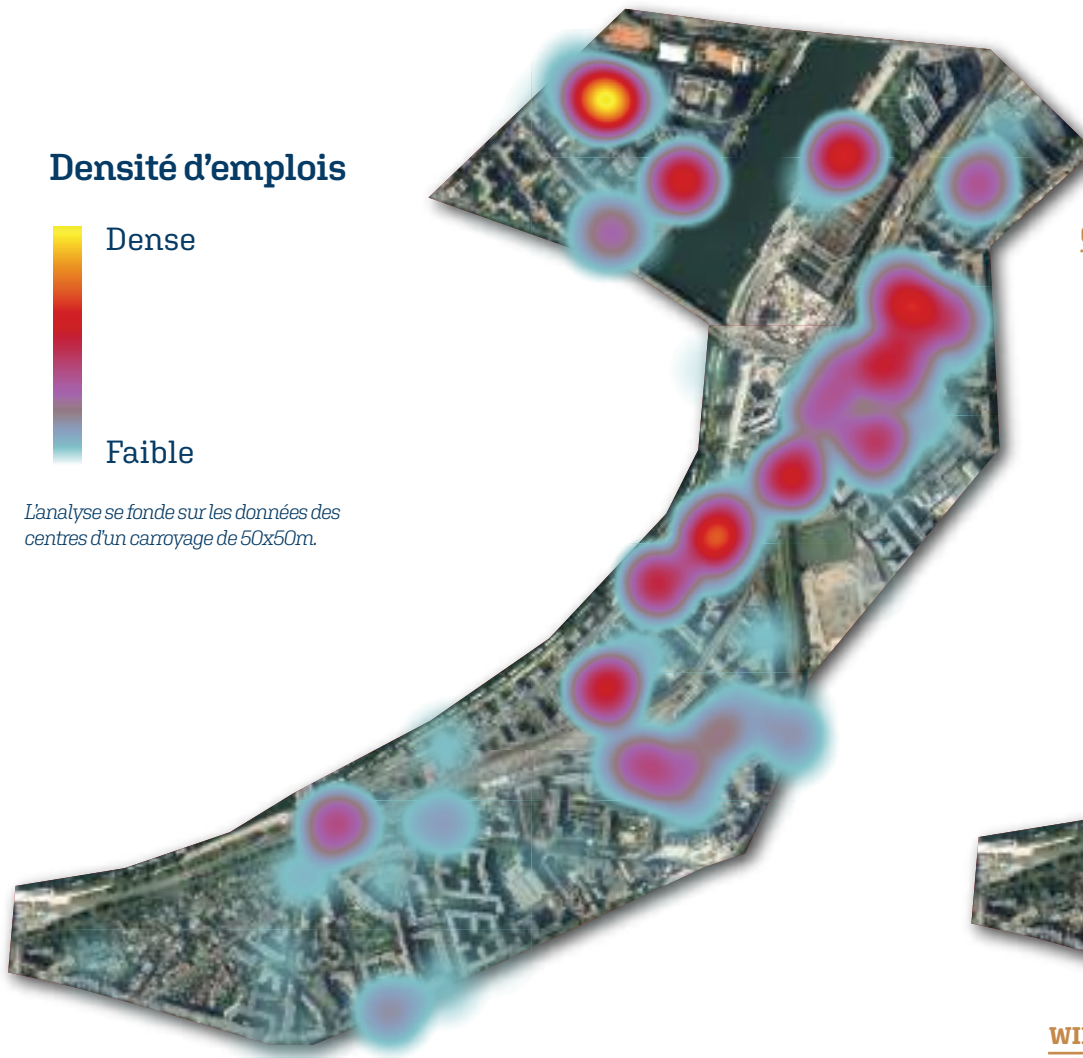 Densité d'emplois
Dense
Faible
L'analyse se fonde sur les données des
centres d'un carroyage de 50x50m.